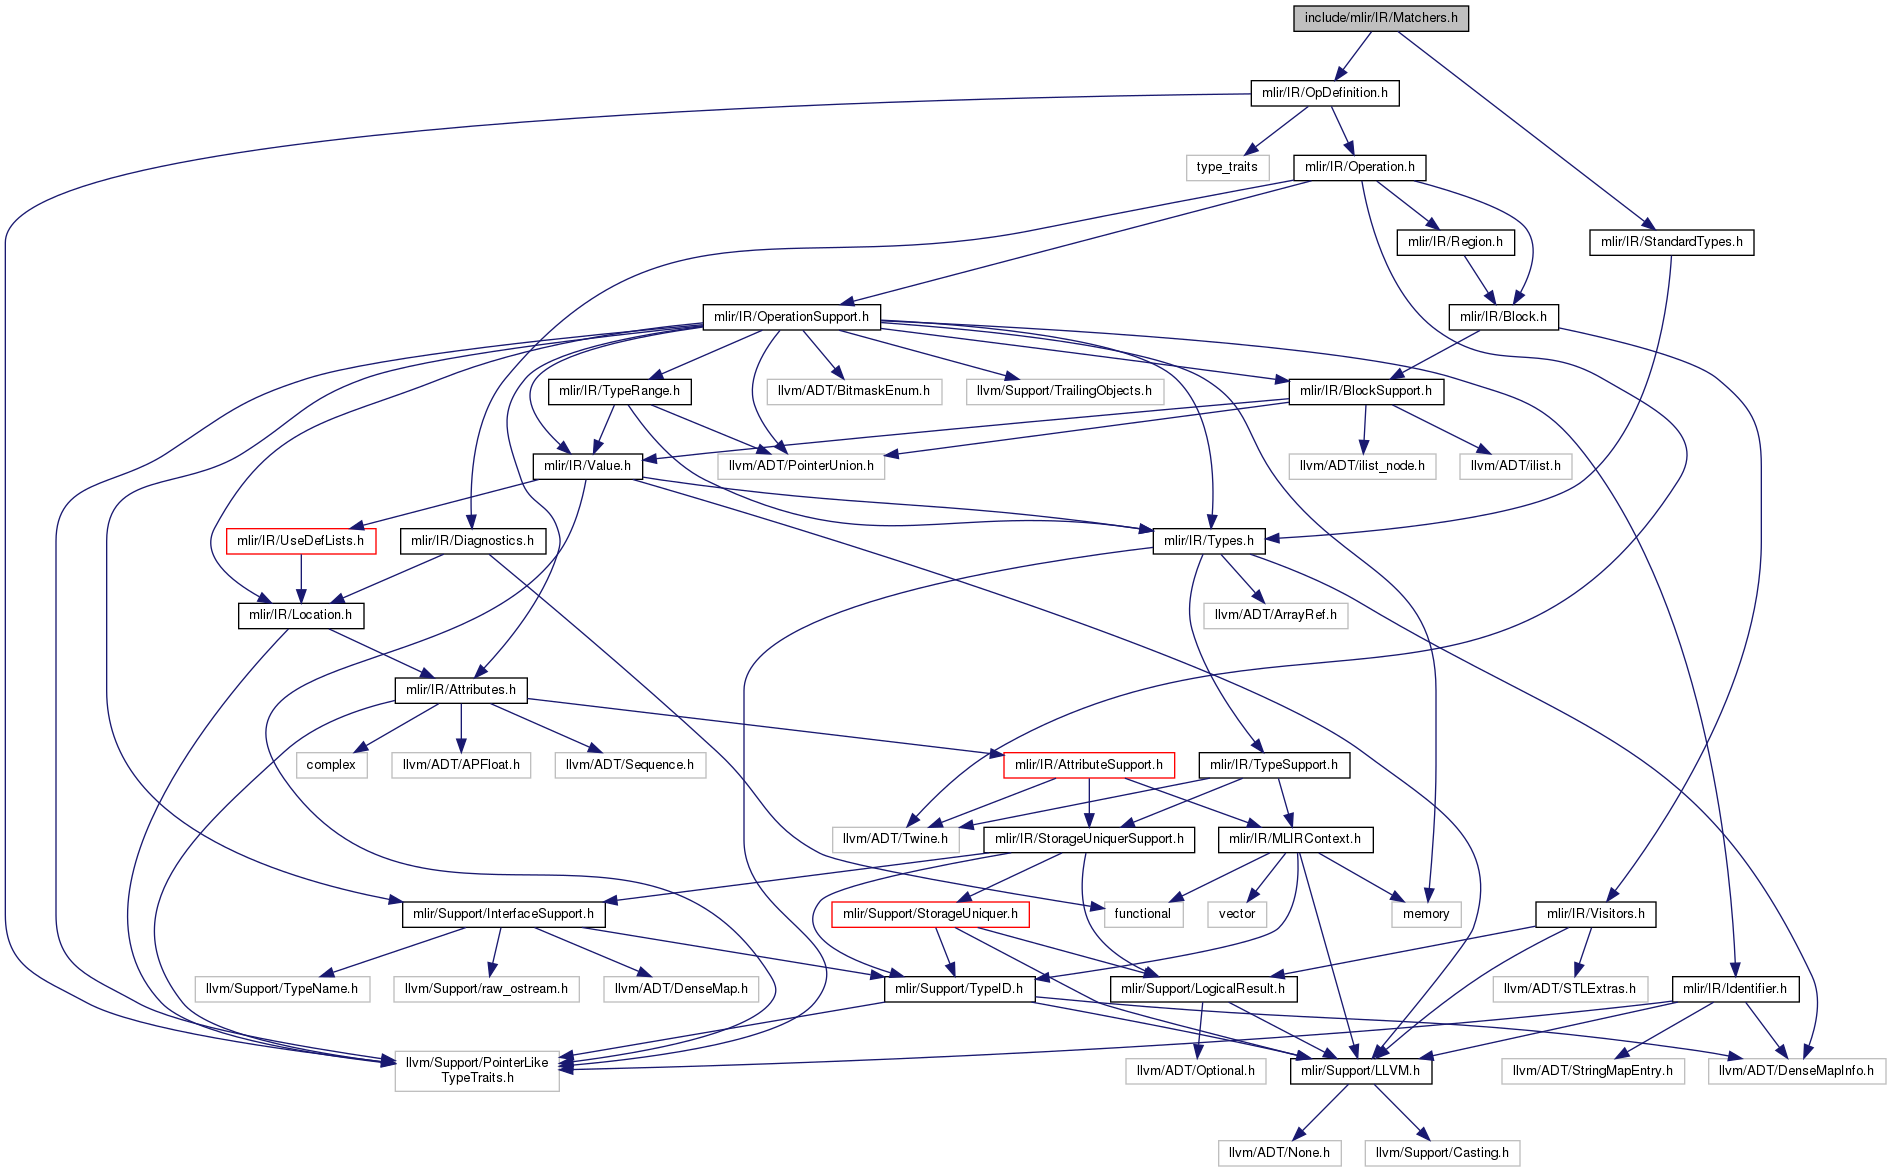 include/mlir/IR/Matchers.h
mlir/IR/OpDefinition.h
type_traits
mlir/IR/Operation.h
mlir/IR/Region.h
mlir/IR/StandardTypes.h
mlir/IR/OperationSupport.h
mlir/IR/Block.h
mlir/IR/TypeRange.h
llvm/ADT/BitmaskEnum.h
llvm/Support/TrailingObjects.h
mlir/IR/BlockSupport.h
mlir/IR/Value.h
llvm/ADT/PointerUnion.h
llvm/ADT/ilist_node.h
llvm/ADT/ilist.h
mlir/IR/UseDefLists.h
mlir/IR/Diagnostics.h
mlir/IR/Types.h
mlir/IR/Location.h
llvm/ADT/ArrayRef.h
mlir/IR/Attributes.h
complex
llvm/ADT/APFloat.h
llvm/ADT/Sequence.h
mlir/IR/AttributeSupport.h
mlir/IR/TypeSupport.h
llvm/ADT/Twine.h
mlir/IR/StorageUniquerSupport.h
mlir/IR/MLIRContext.h
mlir/Support/InterfaceSupport.h
mlir/Support/StorageUniquer.h
functional
vector
memory
mlir/IR/Visitors.h
llvm/Support/TypeName.h
llvm/Support/raw_ostream.h
llvm/ADT/DenseMap.h
mlir/Support/TypeID.h
mlir/Support/LogicalResult.h
llvm/ADT/STLExtras.h
mlir/IR/Identifier.h
llvm/Support/PointerLike
TypeTraits.h
llvm/ADT/Optional.h
mlir/Support/LLVM.h
llvm/ADT/StringMapEntry.h
llvm/ADT/DenseMapInfo.h
llvm/ADT/None.h
llvm/Support/Casting.h